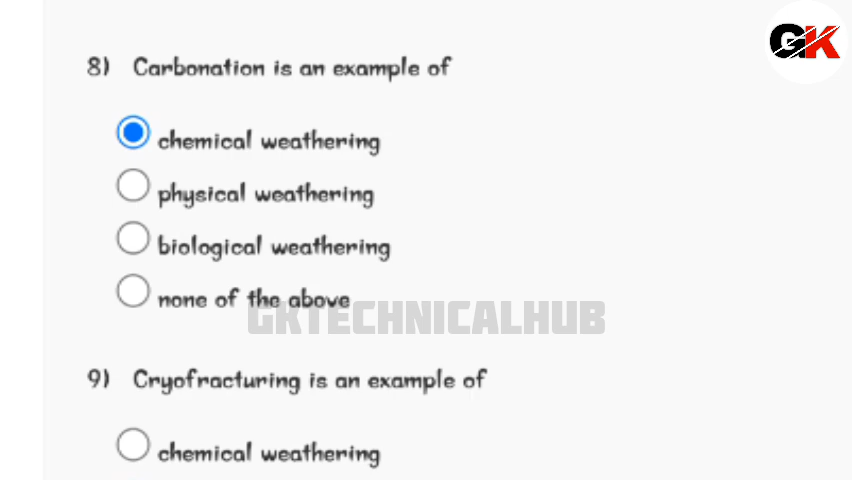 GK
8) Carbonation is an example of
chemical weathering
physical weathering
biological weathering
none of the above
GKTECHNICALHUB
9) Cryofracturing is an example of
chemical weathering